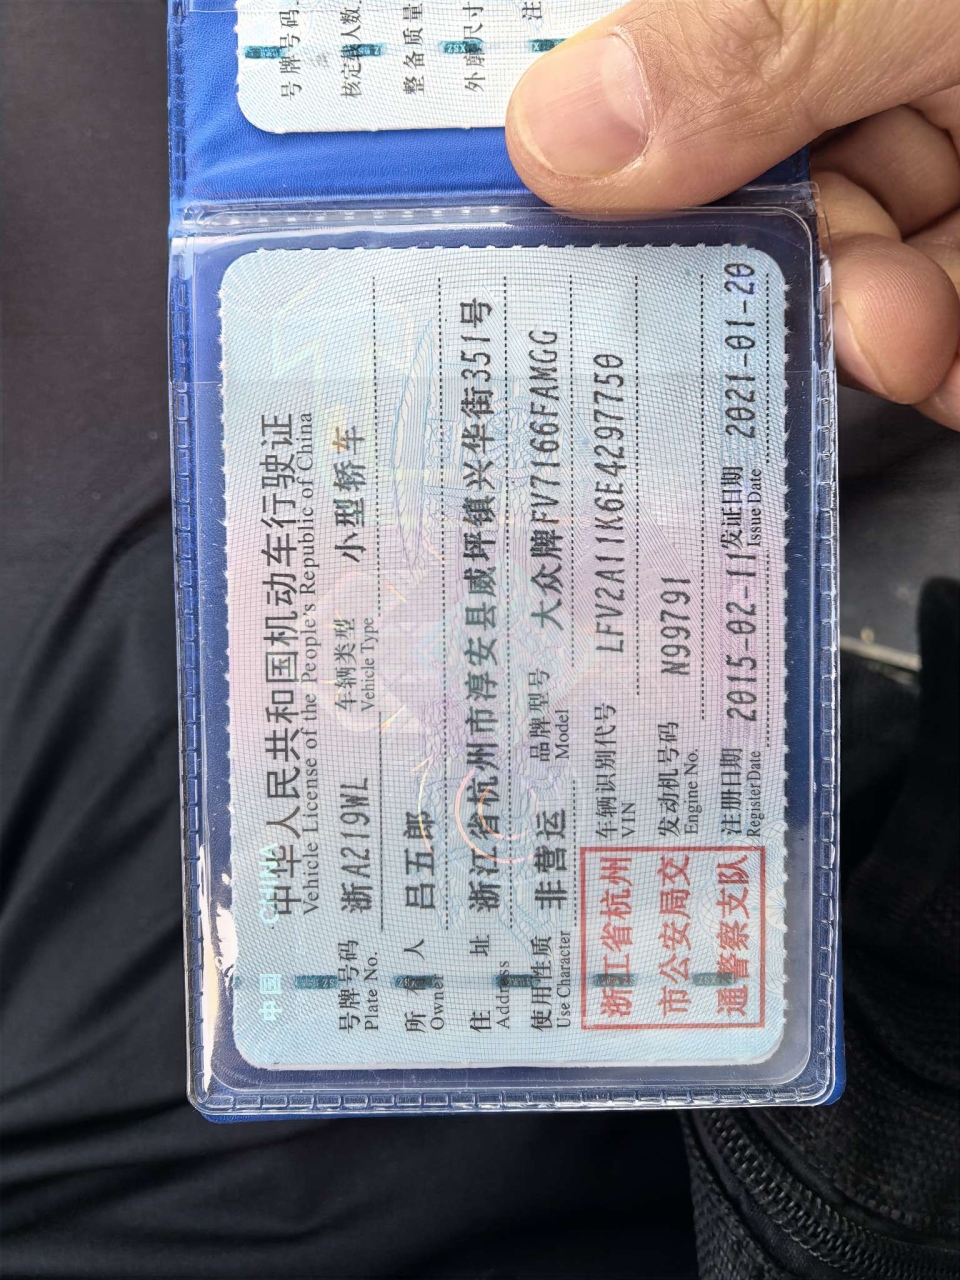 中国 CHINA
中华人民共和国机动车行驶证
Vehicle License of the People's Republic of China
号牌号码 浙A219WL 车辆类型 小型轿车
Plate No. Vehicle Type
所有人 吕五郎
Owner
住址 浙江省杭州市淳安县威坪镇兴华街351号
Address
使用性质 非营运 品牌型号 大众牌FV7166FAMGG
Use Character Model
浙江省杭州
市公安局交
通警察支队
车辆识别代号 LFV2A11K6E4297750
VIN
发动机号码 N99791
Engine No.
注册日期 2015-02-11 发证日期 2021-01-20
Register Date Issue Date
号牌号码
核定载人数
整备质量
外廓尺寸